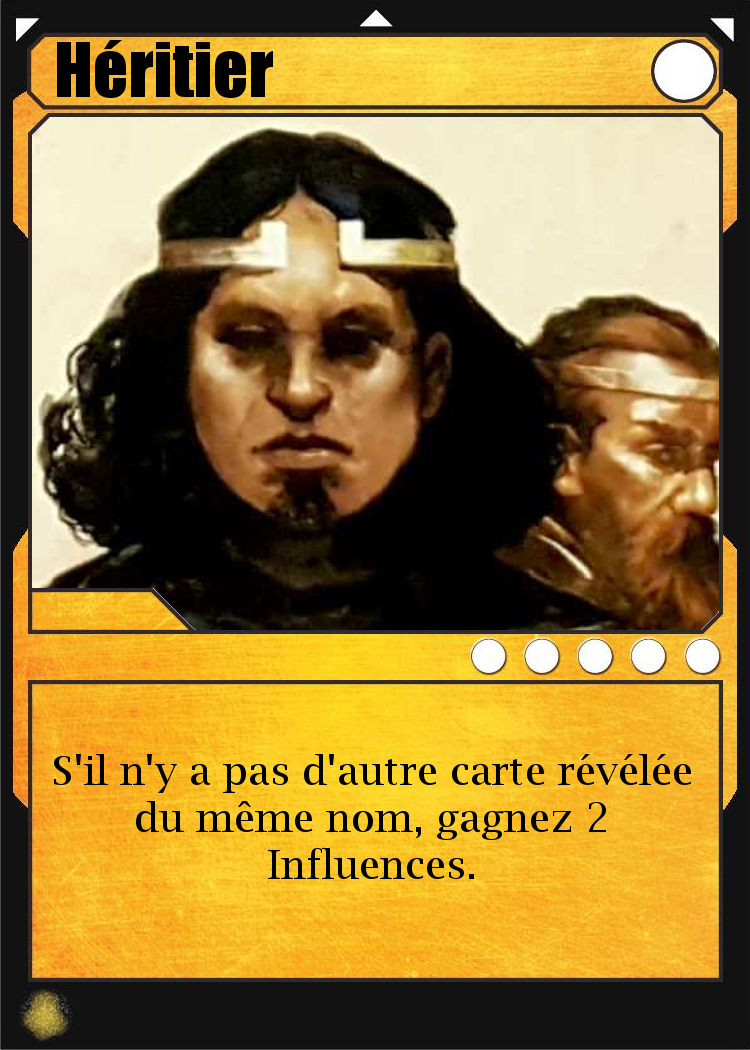 Héritier
S'il n'y a pas d'autre carte révélée
du même nom, gagnez 2
Influences.